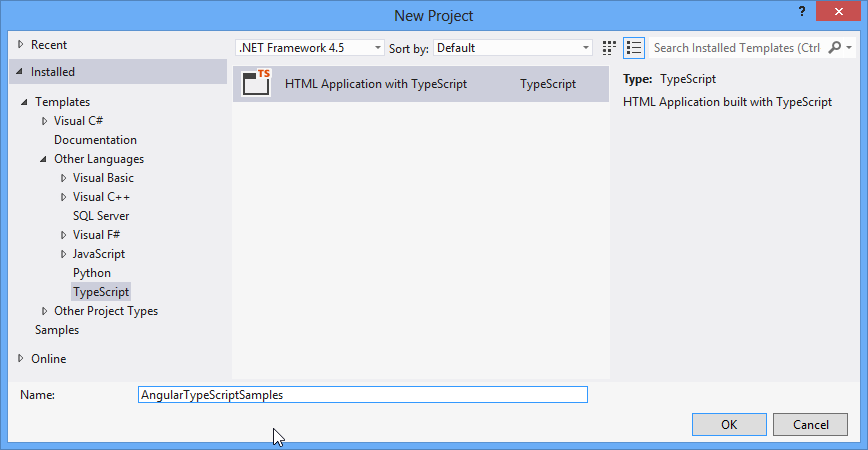 New Project
?
Recent
.NET Framework 4.5
Sort by:
Default
Search Installed Templates (Ctrl
Installed
TS
HTML Application with TypeScript
TypeScript
Type: TypeScript
HTML Application built with TypeScript
Templates
Visual C#
Documentation
Other Languages
Visual Basic
Visual C++
SQL Server
Visual F#
JavaScript
Python
TypeScript
Other Project Types
Samples
Online
Name:
AngularTypeScriptSamples
OK
Cancel